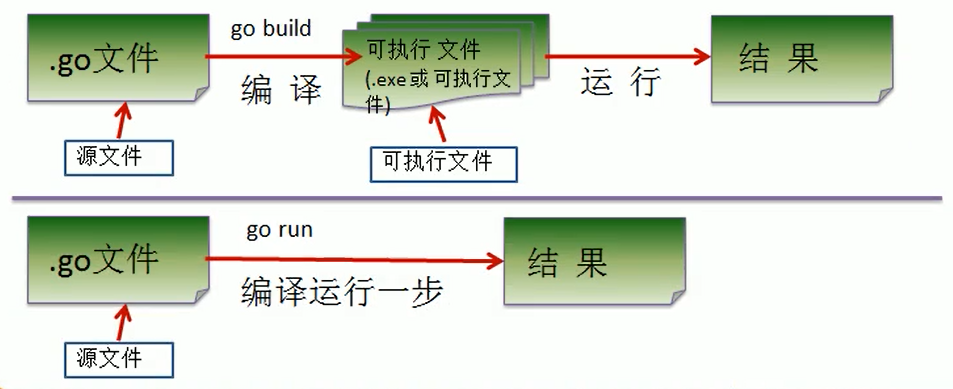 .go文件
go build
编 译
可执行 文件
(.exe或 可执行文
件)
运 行
结 果
源文件
可执行文件
.go文件
go run
编译运行一步
结 果
源文件